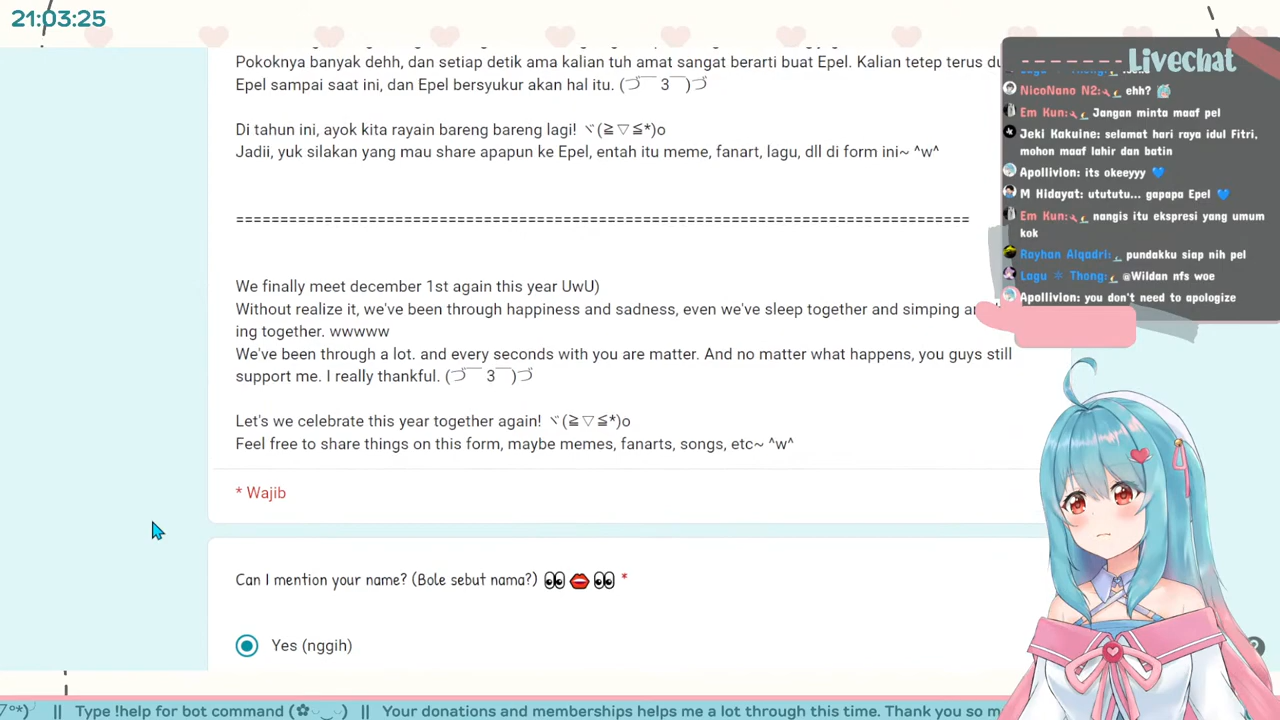 21:03:25
Pokoknya banyak dehh, dan setiap detik ama kalian tuh amat sangat berarti buat Epel. Kalian tetep terus du
Epel sampai saat ini, dan Epel bersyukur akan hal itu. (づ￣ 3￣)づ
Di tahun ini, ayok kita rayain bareng bareng lagi! ヾ(≧▽≦*)o
Jadii, yuk silakan yang mau share apapun ke Epel, entah itu meme, fanart, lagu, dll di form ini~ ^w^
===================================================================================
We finally meet december 1st again this year UwU)
Without realize it, we've been through happiness and sadness, even we've sleep together and simping
ing together. wwwww
We've been through a lot. and every seconds with you are matter. And no matter what happens, you guys still
support me. I really thankful. (づ￣ 3￣)づ
Let's we celebrate this year together again! ヾ(≧▽≦*)o
Feel free to share things on this form, maybe memes, fanarts, songs, etc~ ^w^
* Wajib
Can I mention your name? (Bole sebut nama?) 👀👄👀 *
Yes (nggih)
Livechat
NicoNano N2: ehh?
Em Kun: Jangan minta maaf pel
Jeki Kakulne: selamat hari raya idul Fitri,
mohon maaf lahir dan batin
Apollivion: its okeyyy 💙
M Hidayat: utututu... gapapa Epel 💙
Em Kun: nangis itu ekspresi yang umum
kok
Rayhan Alqadri: pundakku siap nih pel
Lagu ✳ Thong: @Wildan nfs woe
Apollivion: you don't need to apologize
▽°*)╯ || Type !help for bot command (✿◡‿◡) || Your donations and memberships helps me a lot through this time. Thank you so m